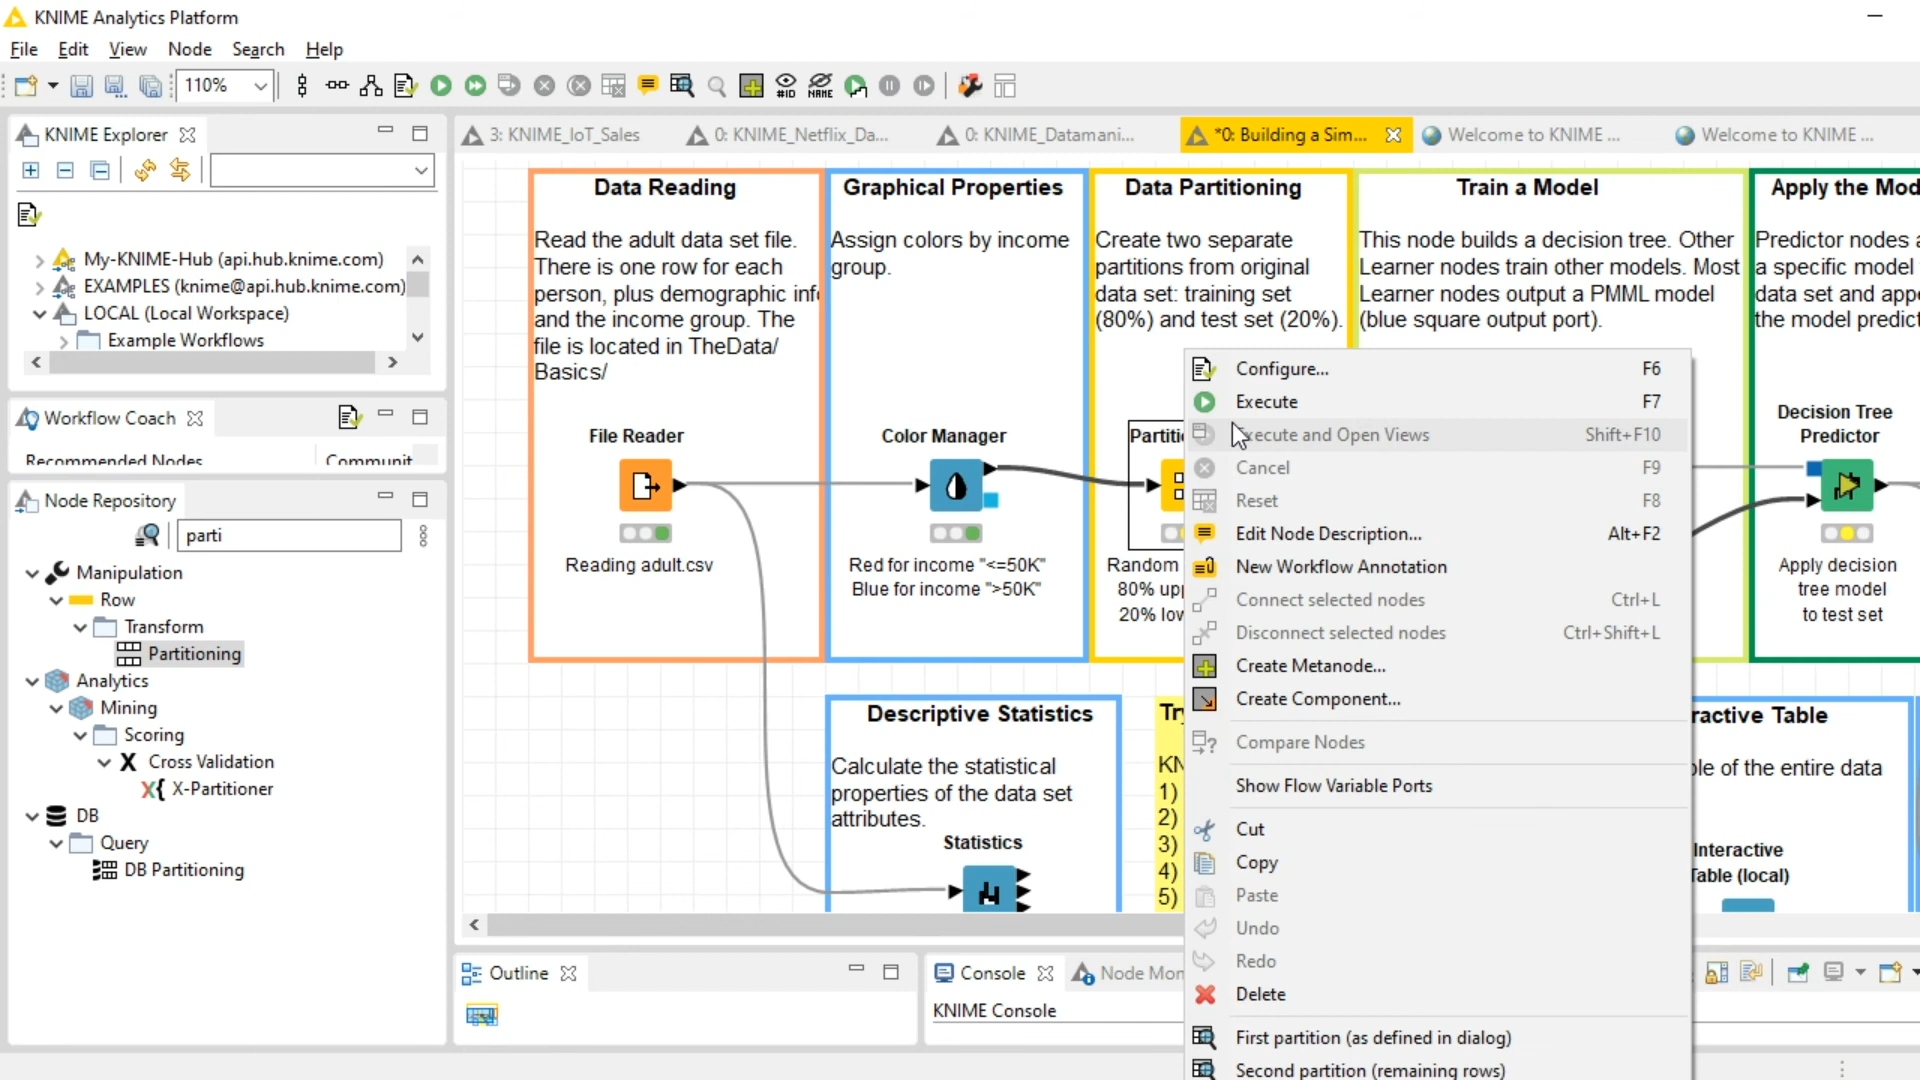 KNIME Analytics Platform
File Edit View Node Search Help
110% #ID NAME
KNIME Explorer
3: KNIME_IoT_Sales
0: KNIME_Netflix_Da...
0: KNIME_Datamani...
*0: Building a Sim...
Welcome to KNIME ...
Welcome to KNIME ...
My-KNIME-Hub (api.hub.knime.com)
EXAMPLES (knime@api.hub.knime.com)
LOCAL (Local Workspace)
Example Workflows
Workflow Coach
Recommended Nodes Communit
Node Repository
parti
Manipulation
Row
Transform
Partitioning
Analytics
Mining
Scoring
Cross Validation
X-Partitioner
DB
Query
DB Partitioning
Data Reading
Read the adult data set file.
There is one row for each
person, plus demographic info
and the income group. The
file is located in TheData/
Basics/
File Reader
Reading adult.csv
Graphical Properties
Assign colors by income
group.
Color Manager
Red for income "<=50K"
Blue for income ">50K"
Data Partitioning
Create two separate
partitions from original
data set: training set
(80%) and test set (20%).
Partiti
Random
80% upp
20% low
Train a Model
This node builds a decision tree. Other
Learner nodes train other models. Most
Learner nodes output a PMML model
(blue square output port).
Apply the Mod
Predictor nodes a
a specific model
data set and appe
the model predict
Decision Tree
Predictor
Apply decision
tree model
to test set
Descriptive Statistics
Calculate the statistical
properties of the data set
attributes.
Statistics
Try
KN
1)
2)
3)
4)
5)
ractive Table
ble of the entire data
Interactive
Table (local)
Configure... F6
Execute F7
Execute and Open Views Shift+F10
Cancel F9
Reset F8
Edit Node Description... Alt+F2
New Workflow Annotation
Connect selected nodes Ctrl+L
Disconnect selected nodes Ctrl+Shift+L
Create Metanode...
Create Component...
Compare Nodes
Show Flow Variable Ports
Cut
Copy
Paste
Undo
Redo
Delete
First partition (as defined in dialog)
Second partition (remaining rows)
Outline
Console
Node Mon
KNIME Console